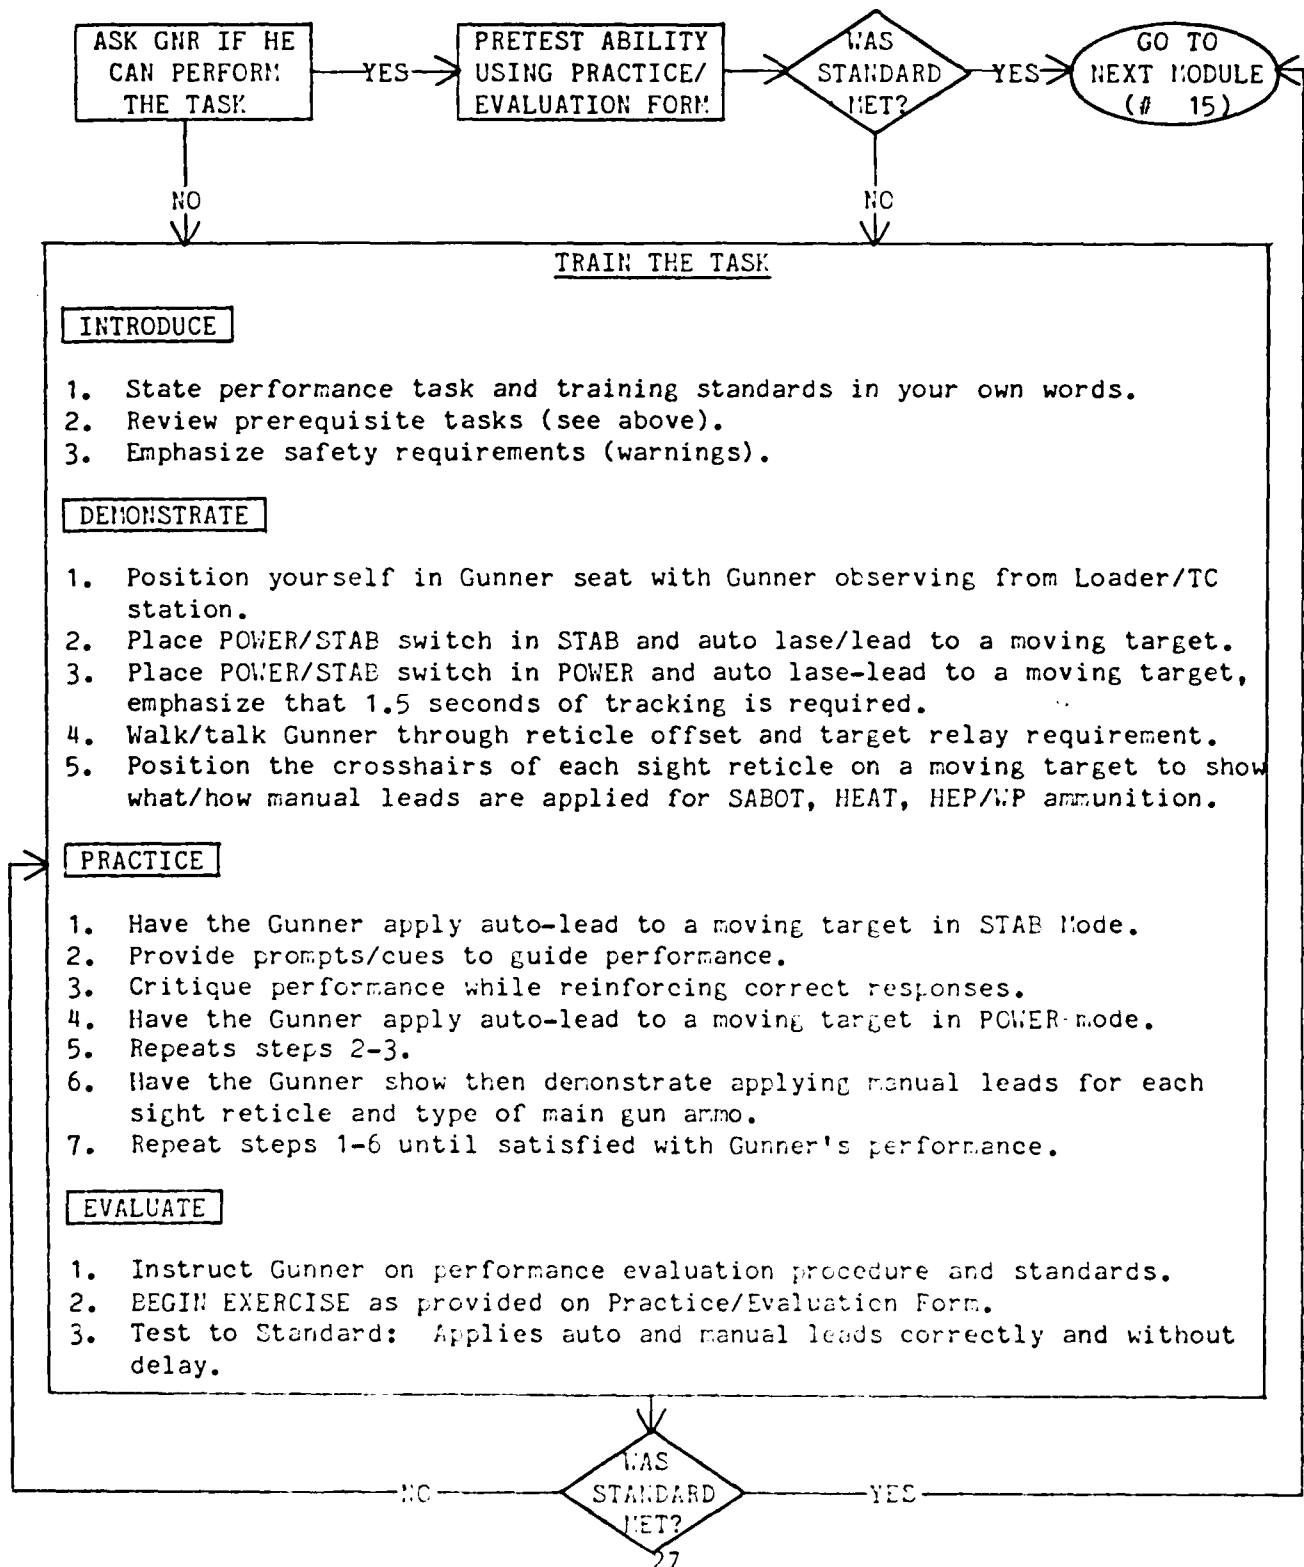 ASK GNR IF HE
CAN PERFORM
THE TASK
YES
PRETEST ABILITY
USING PRACTICE/
EVALUATION FORM
WAS
STANDARD
MET?
YES
GO TO
NEXT MODULE
(# 15)
NO
NO
TRAIN THE TASK
INTRODUCE
1. State performance task and training standards in your own words.
2. Review prerequisite tasks (see above).
3. Emphasize safety requirements (warnings).
DEMONSTRATE
1. Position yourself in Gunner seat with Gunner observing from Loader/TC
station.
2. Place POWER/STAB switch in STAB and auto lase/lead to a moving target.
3. Place POWER/STAB switch in POWER and auto lase-lead to a moving target,
emphasize that 1.5 seconds of tracking is required.
4. Walk/talk Gunner through reticle offset and target relay requirement.
5. Position the crosshairs of each sight reticle on a moving target to show
what/how manual leads are applied for SABOT, HEAT, HEP/WP ammunition.
PRACTICE
1. Have the Gunner apply auto-lead to a moving target in STAB Mode.
2. Provide prompts/cues to guide performance.
3. Critique performance while reinforcing correct responses.
4. Have the Gunner apply auto-lead to a moving target in POWER mode.
5. Repeats steps 2-3.
6. Have the Gunner show then demonstrate applying manual leads for each
sight reticle and type of main gun ammo.
7. Repeat steps 1-6 until satisfied with Gunner's performance.
EVALUATE
1. Instruct Gunner on performance evaluation procedure and standards.
2. BEGIN EXERCISE as provided on Practice/Evaluation Form.
3. Test to Standard: Applies auto and manual leads correctly and without
delay.
NO
WAS
STANDARD
MET?
YES
27